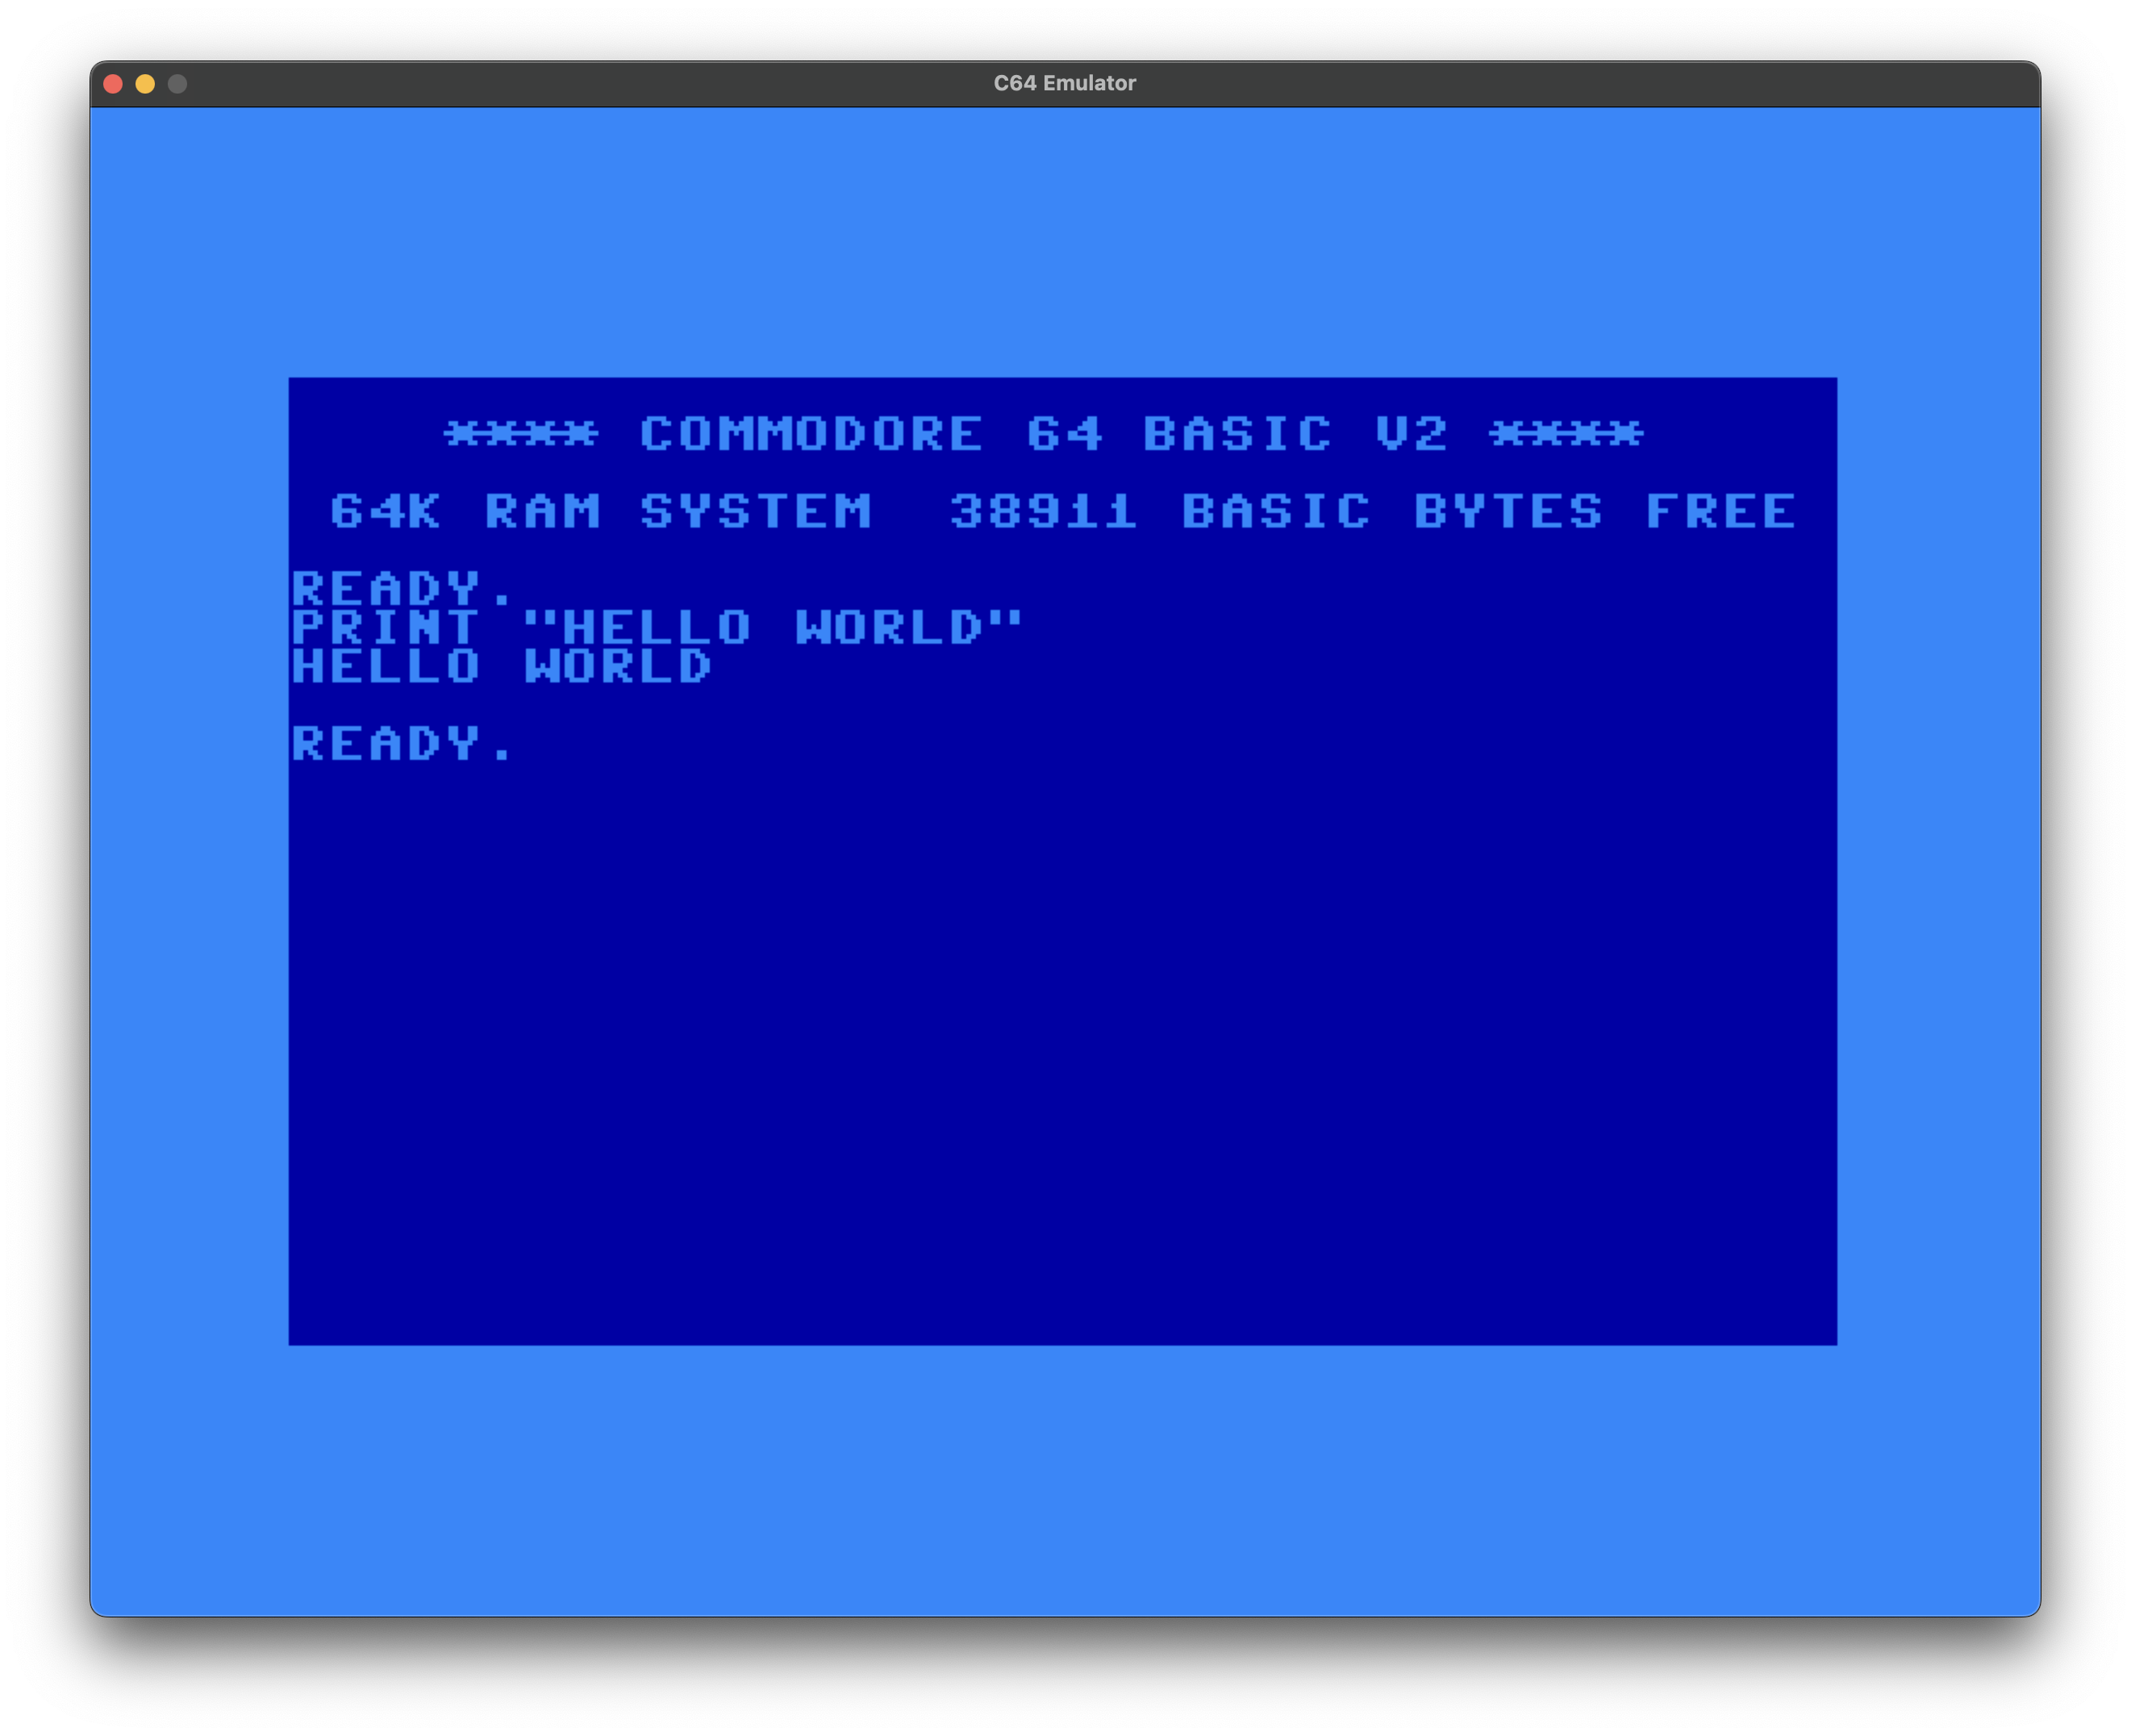 C64 Emulator
**** COMMODORE 64 BASIC V2 ****
64K RAM SYSTEM  38911 BASIC BYTES FREE
READY.
PRINT "HELLO WORLD"
HELLO WORLD
READY.